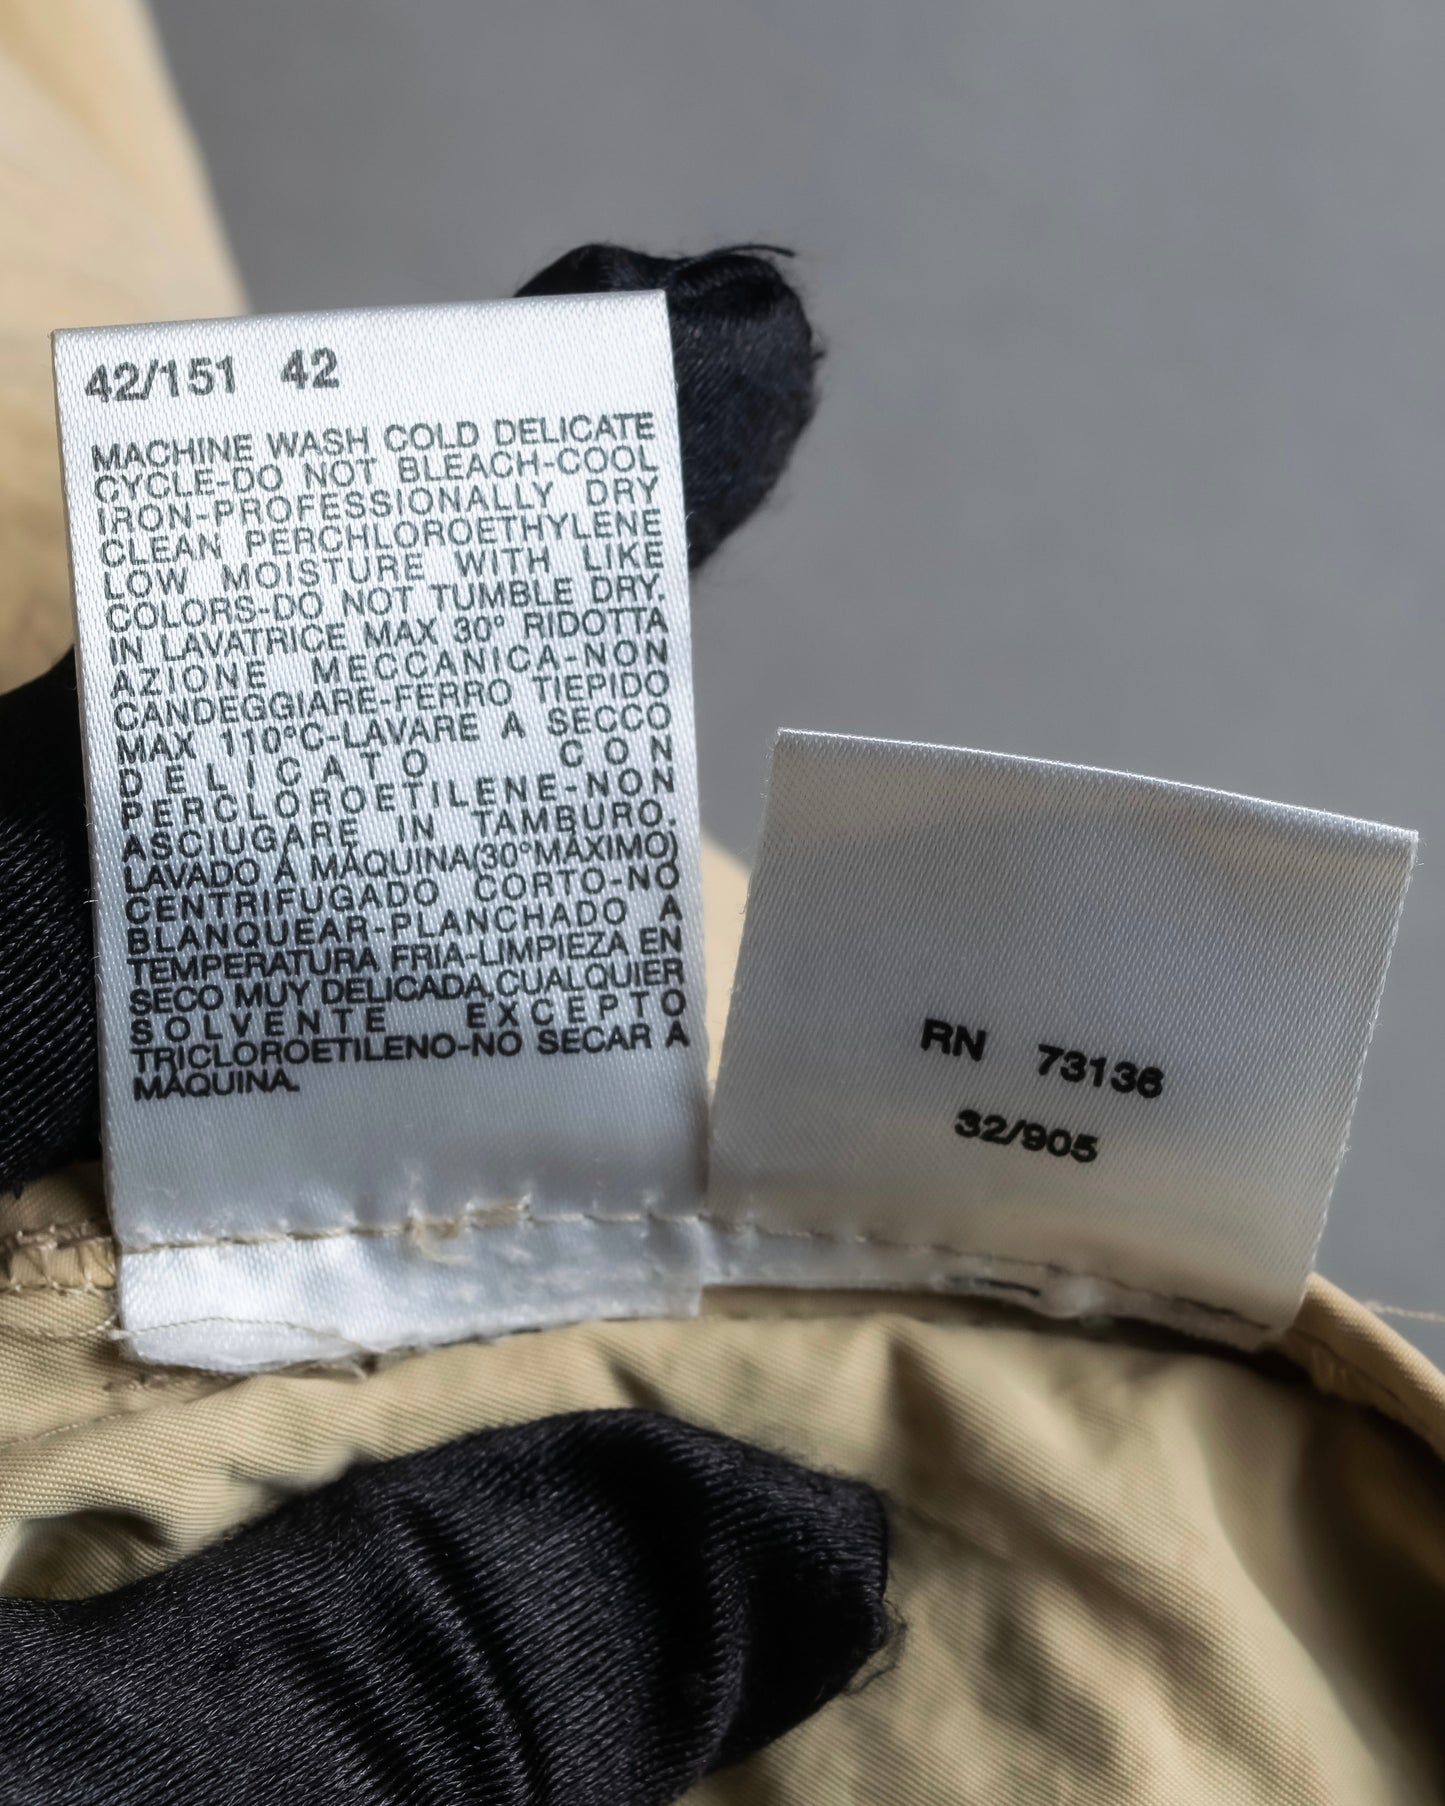 42/151 42
MACHINE WASH COLD DELICATE
CYCLE-DO NOT BLEACH-COOL
IRON-PROFESSIONALLY DRY
CLEAN PERCHLOROETHYLENE
LOW MOISTURE WITH LIKE
COLORS-DO NOT TUMBLE DRY.
IN LAVATRICE MAX 30° RIDOTTA
AZIONE MECCANICA-NON
CANDEGGIARE-FERRO TIEPIDO
MAX 110°C-LAVARE A SECCO
DELICATO CON
PERCLOROETILENE-NON
ASCIUGARE IN TAMBURO.
LAVADO A MÁQUINA(30°MÁXIMO)
CENTRIFUGADO CORTO-NO
BLANQUEAR-PLANCHADO A
TEMPERATURA FRIA-LIMPIEZA EN
SECO MUY DELICADA,CUALQUIER
SOLVENTE EXCEPTO
TRICLOROETILENO-NO SECAR A
MÁQUINA.
RN 73136
32/905